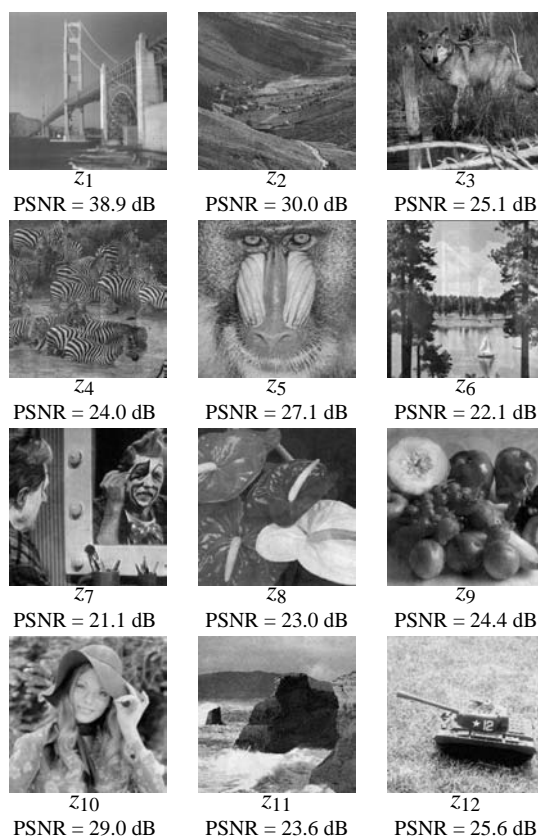 z1 z2 z3
PSNR = 38.9 dB PSNR = 30.0 dB PSNR = 25.1 dB
z4 z5 z6
PSNR = 24.0 dB PSNR = 27.1 dB PSNR = 22.1 dB
z7 z8 z9
PSNR = 21.1 dB PSNR = 23.0 dB PSNR = 24.4 dB
12
z10 z11 z12
PSNR = 29.0 dB PSNR = 23.6 dB PSNR = 25.6 dB